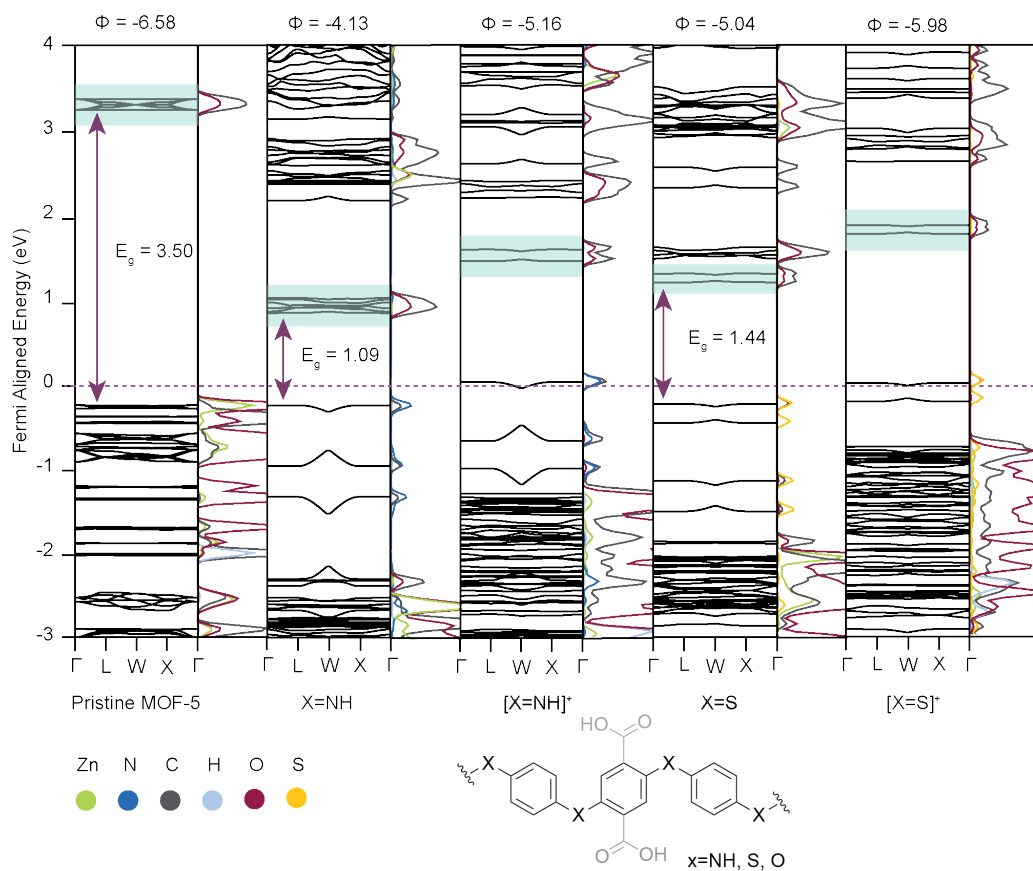 Φ = -6.58 Φ = -4.13 Φ = -5.16 Φ = -5.04 Φ = -5.98
Fermi Aligned Energy (eV)
4
3
2
1
0
-1
-2
-3
E_g = 3.50
E_g = 1.09
E_g = 1.44
Γ L W X Γ L W X Γ L W X Γ L W X Γ L W X Γ
Pristine MOF-5 X=NH [X=NH]⁺ X=S [X=S]⁺
Zn N C H O S
HO O
X X
X X
O OH
x=NH, S, O